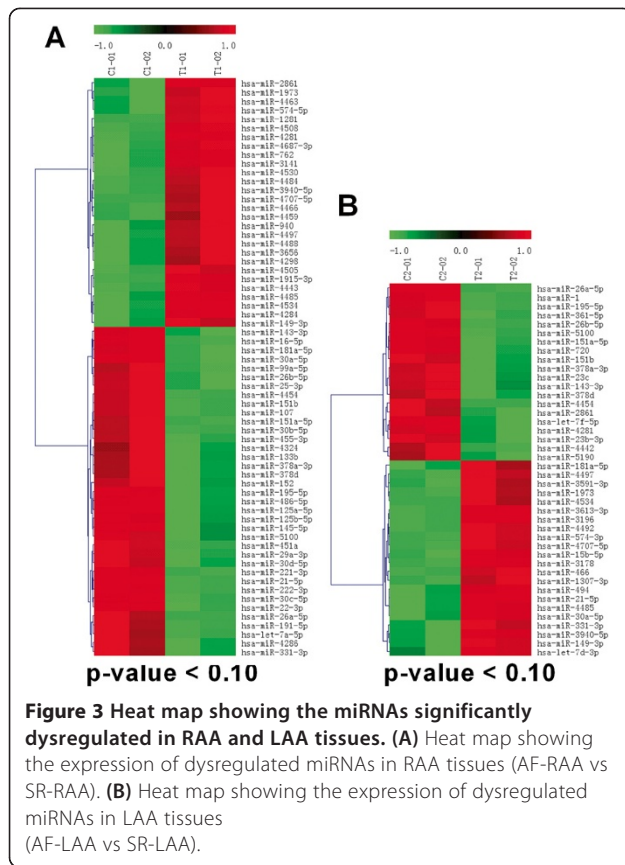 A
-1.0 0.0 1.0
C1-01 C1-02 T1-01 T1-02
hsa-miR-2861
hsa-miR-1973
hsa-miR-4463
hsa-miR-574-5p
hsa-miR-1281
hsa-miR-4508
hsa-miR-4281
hsa-miR-4687-3p
hsa-miR-762
hsa-miR-3141
hsa-miR-4530
hsa-miR-4484
hsa-miR-3940-5p
hsa-miR-4707-5p
hsa-miR-4466
hsa-miR-4459
hsa-miR-940
hsa-miR-4497
hsa-miR-4488
hsa-miR-3656
hsa-miR-4298
hsa-miR-4505
hsa-miR-1915-3p
hsa-miR-4443
hsa-miR-4485
hsa-miR-4534
hsa-miR-4284
hsa-miR-149-3p
hsa-miR-143-3p
hsa-miR-16-5p
hsa-miR-181a-5p
hsa-miR-30a-5p
hsa-miR-99a-5p
hsa-miR-26b-5p
hsa-miR-25-3p
hsa-miR-4454
hsa-miR-151b
hsa-miR-107
hsa-miR-151a-5p
hsa-miR-30b-5p
hsa-miR-455-3p
hsa-miR-4324
hsa-miR-133b
hsa-miR-378a-3p
hsa-miR-378d
hsa-miR-152
hsa-miR-195-5p
hsa-miR-486-5p
hsa-miR-125a-5p
hsa-miR-125b-5p
hsa-miR-145-5p
hsa-miR-5100
hsa-miR-451a
hsa-miR-29a-3p
hsa-miR-30d-5p
hsa-miR-221-3p
hsa-miR-21-5p
hsa-miR-222-3p
hsa-miR-30c-5p
hsa-miR-22-3p
hsa-miR-26a-5p
hsa-miR-191-5p
hsa-let-7a-5p
hsa-miR-4286
hsa-miR-331-3p
p-value < 0.10
B
-1.0 0.0 1.0
C2-01 C2-02 T2-01 T2-02
hsa-miR-26a-5p
hsa-miR-1
hsa-miR-195-5p
hsa-miR-361-5p
hsa-miR-26b-5p
hsa-miR-5100
hsa-miR-151a-5p
hsa-miR-720
hsa-miR-151b
hsa-miR-378a-3p
hsa-miR-23c
hsa-miR-143-3p
hsa-miR-378d
hsa-miR-4454
hsa-miR-2861
hsa-let-7f-5p
hsa-miR-4281
hsa-miR-23b-3p
hsa-miR-4442
hsa-miR-5190
hsa-miR-181a-5p
hsa-miR-4497
hsa-miR-3591-3p
hsa-miR-1973
hsa-miR-4534
hsa-miR-3613-3p
hsa-miR-3196
hsa-miR-4492
hsa-miR-574-3p
hsa-miR-4707-5p
hsa-miR-15b-5p
hsa-miR-3178
hsa-miR-466
hsa-miR-1307-3p
hsa-miR-494
hsa-miR-21-5p
hsa-miR-4485
hsa-miR-30a-5p
hsa-miR-331-3p
hsa-miR-3940-5p
hsa-miR-149-3p
hsa-let-7d-3p
p-value < 0.10
Figure 3 Heat map showing the miRNAs significantly
dysregulated in RAA and LAA tissues. (A) Heat map showing
the expression of dysregulated miRNAs in RAA tissues (AF-RAA vs
SR-RAA). (B) Heat map showing the expression of dysregulated
miRNAs in LAA tissues
(AF-LAA vs SR-LAA).